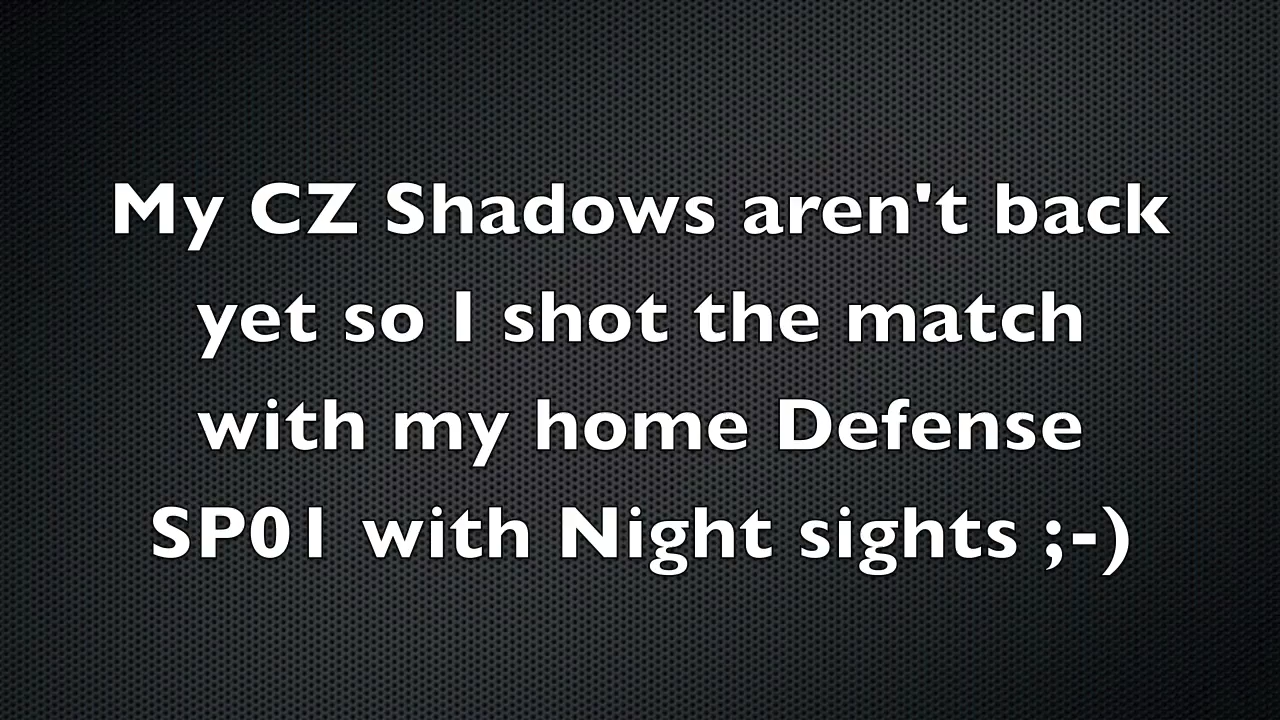 My CZ Shadows aren't back
yet so I shot the match
with my home Defense
SP01 with Night sights ;-)